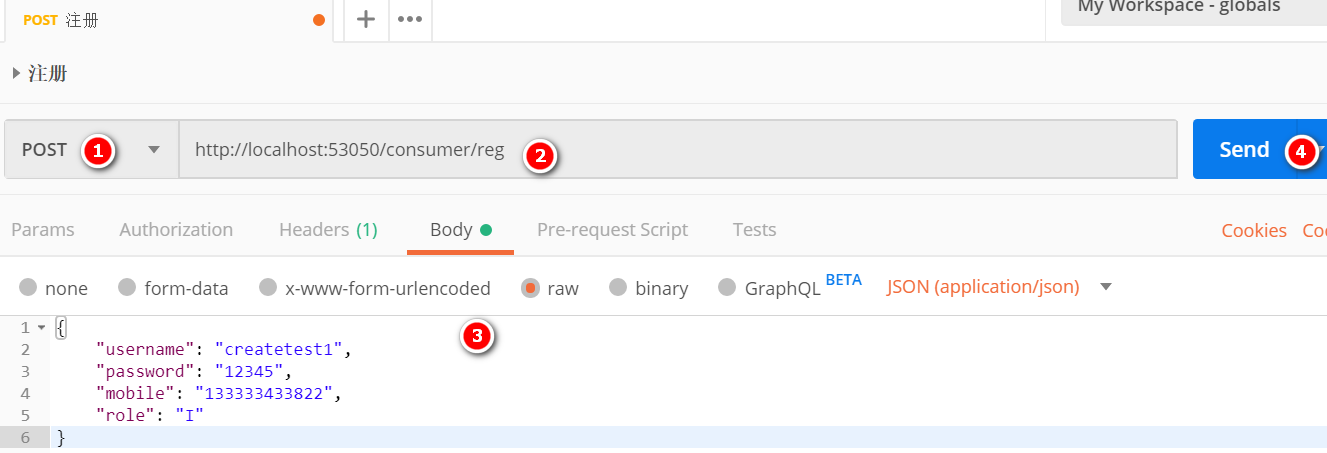 POST 注册
My Workspace - globals
注册
POST 1 http://localhost:53050/consumer/reg 2 Send 4
Params Authorization Headers (1) Body Pre-request Script Tests Cookies
none form-data x-www-form-urlencoded raw binary GraphQL BETA JSON (application/json)
3
1 {
2 "username": "createtest1",
3 "password": "12345",
4 "mobile": "133333433822",
5 "role": "I"
6 }